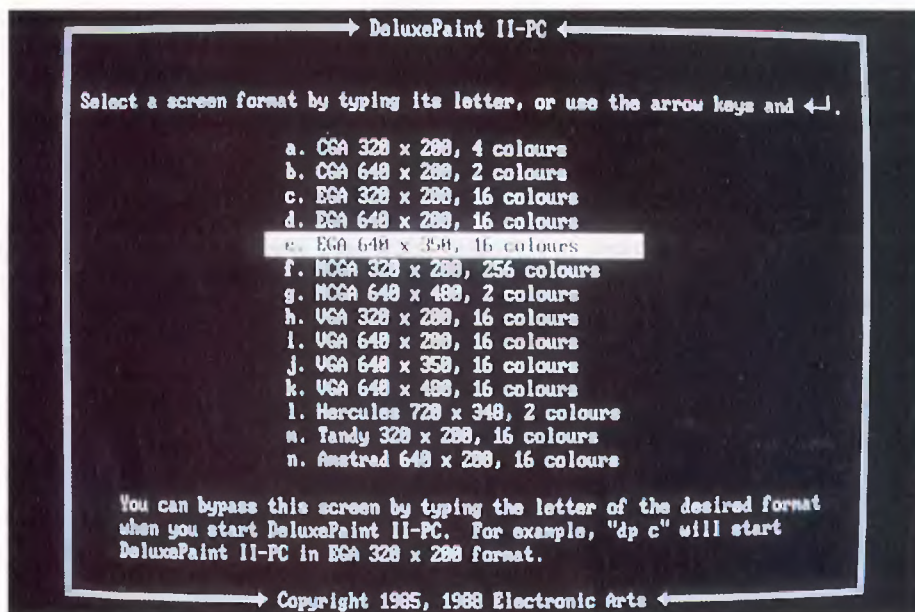 DeluxePaint II-PC
Select a screen format by typing its letter, or use the arrow keys and ↵.
a. CGA 320 x 200, 4 colours
b. CGA 640 x 200, 2 colours
c. EGA 320 x 200, 16 colours
d. EGA 640 x 200, 16 colours
e. EGA 640 x 350, 16 colours
f. MCGA 320 x 200, 256 colours
g. MCGA 640 x 480, 2 colours
h. VGA 320 x 200, 16 colours
i. VGA 640 x 200, 16 colours
j. VGA 640 x 350, 16 colours
k. VGA 640 x 480, 16 colours
l. Hercules 720 x 348, 2 colours
m. Tandy 320 x 200, 16 colours
n. Amstrad 640 x 200, 16 colours
You can bypass this screen by typing the letter of the desired format
when you start DeluxePaint II-PC. For example, "dp c" will start
DeluxePaint II-PC in EGA 320 x 200 format.
Copyright 1985, 1988 Electronic Arts